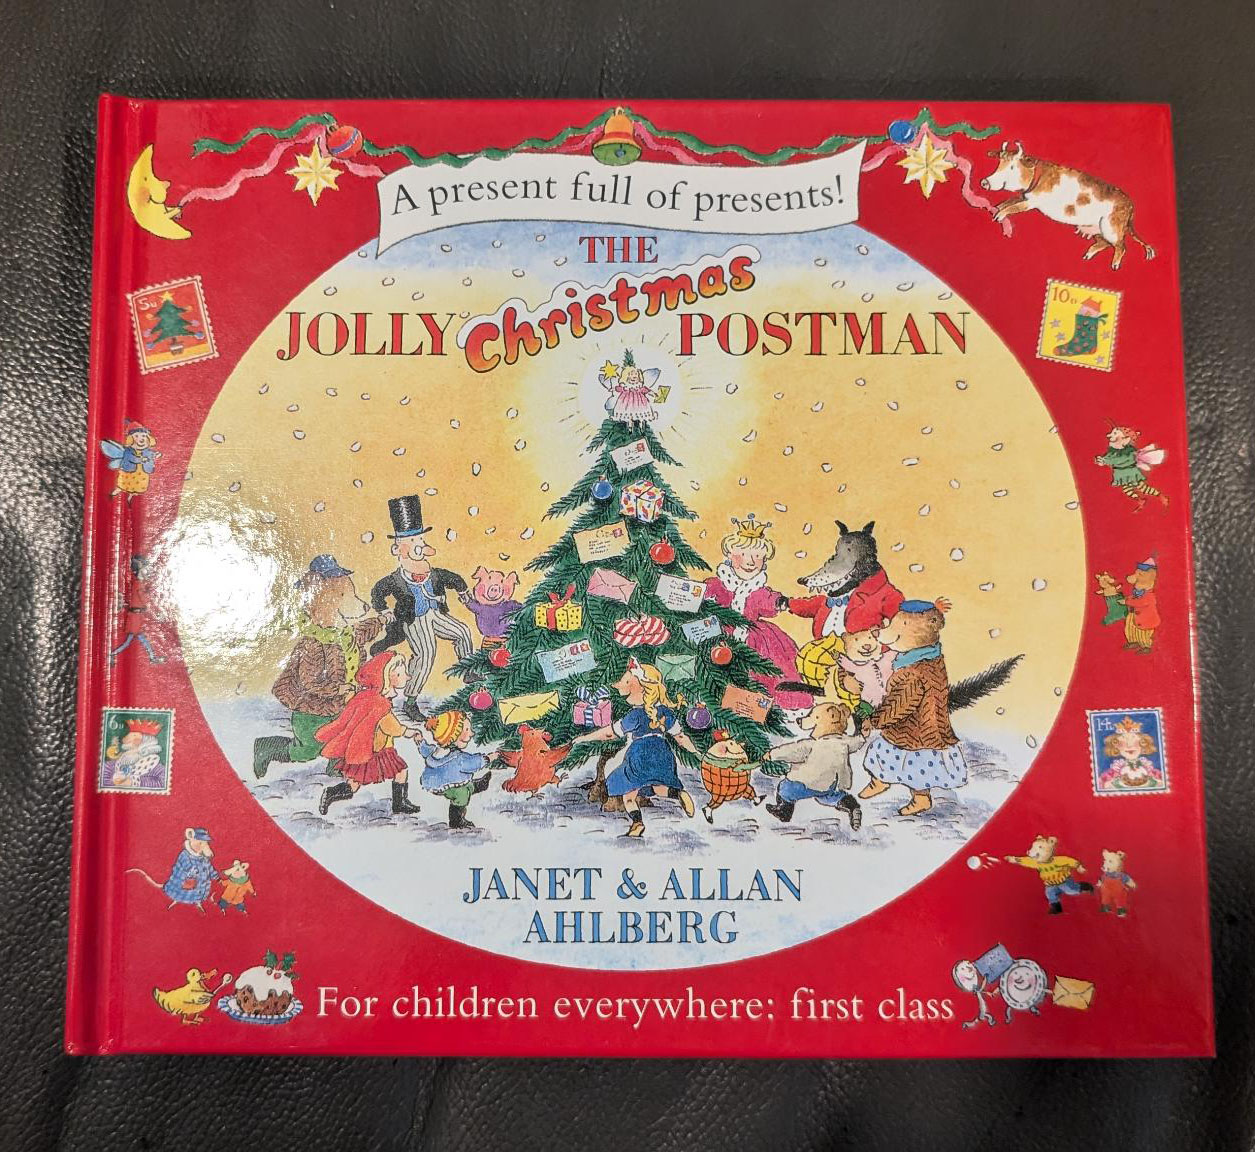 A present full of presents!
THE
JOLLY Christmas POSTMAN
JANET & ALLAN
AHLBERG
For children everywhere: first class